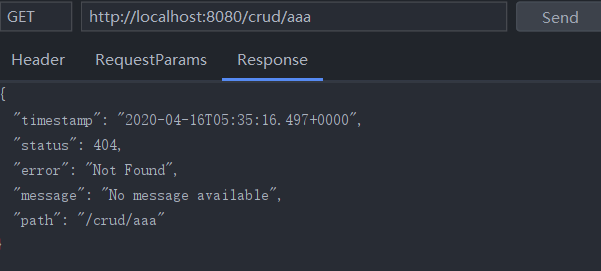 GET http://localhost:8080/crud/aaa Send
Header RequestParams Response
{
"timestamp": "2020-04-16T05:35:16.497+0000",
"status": 404,
"error": "Not Found",
"message": "No message available",
"path": "/crud/aaa"
}